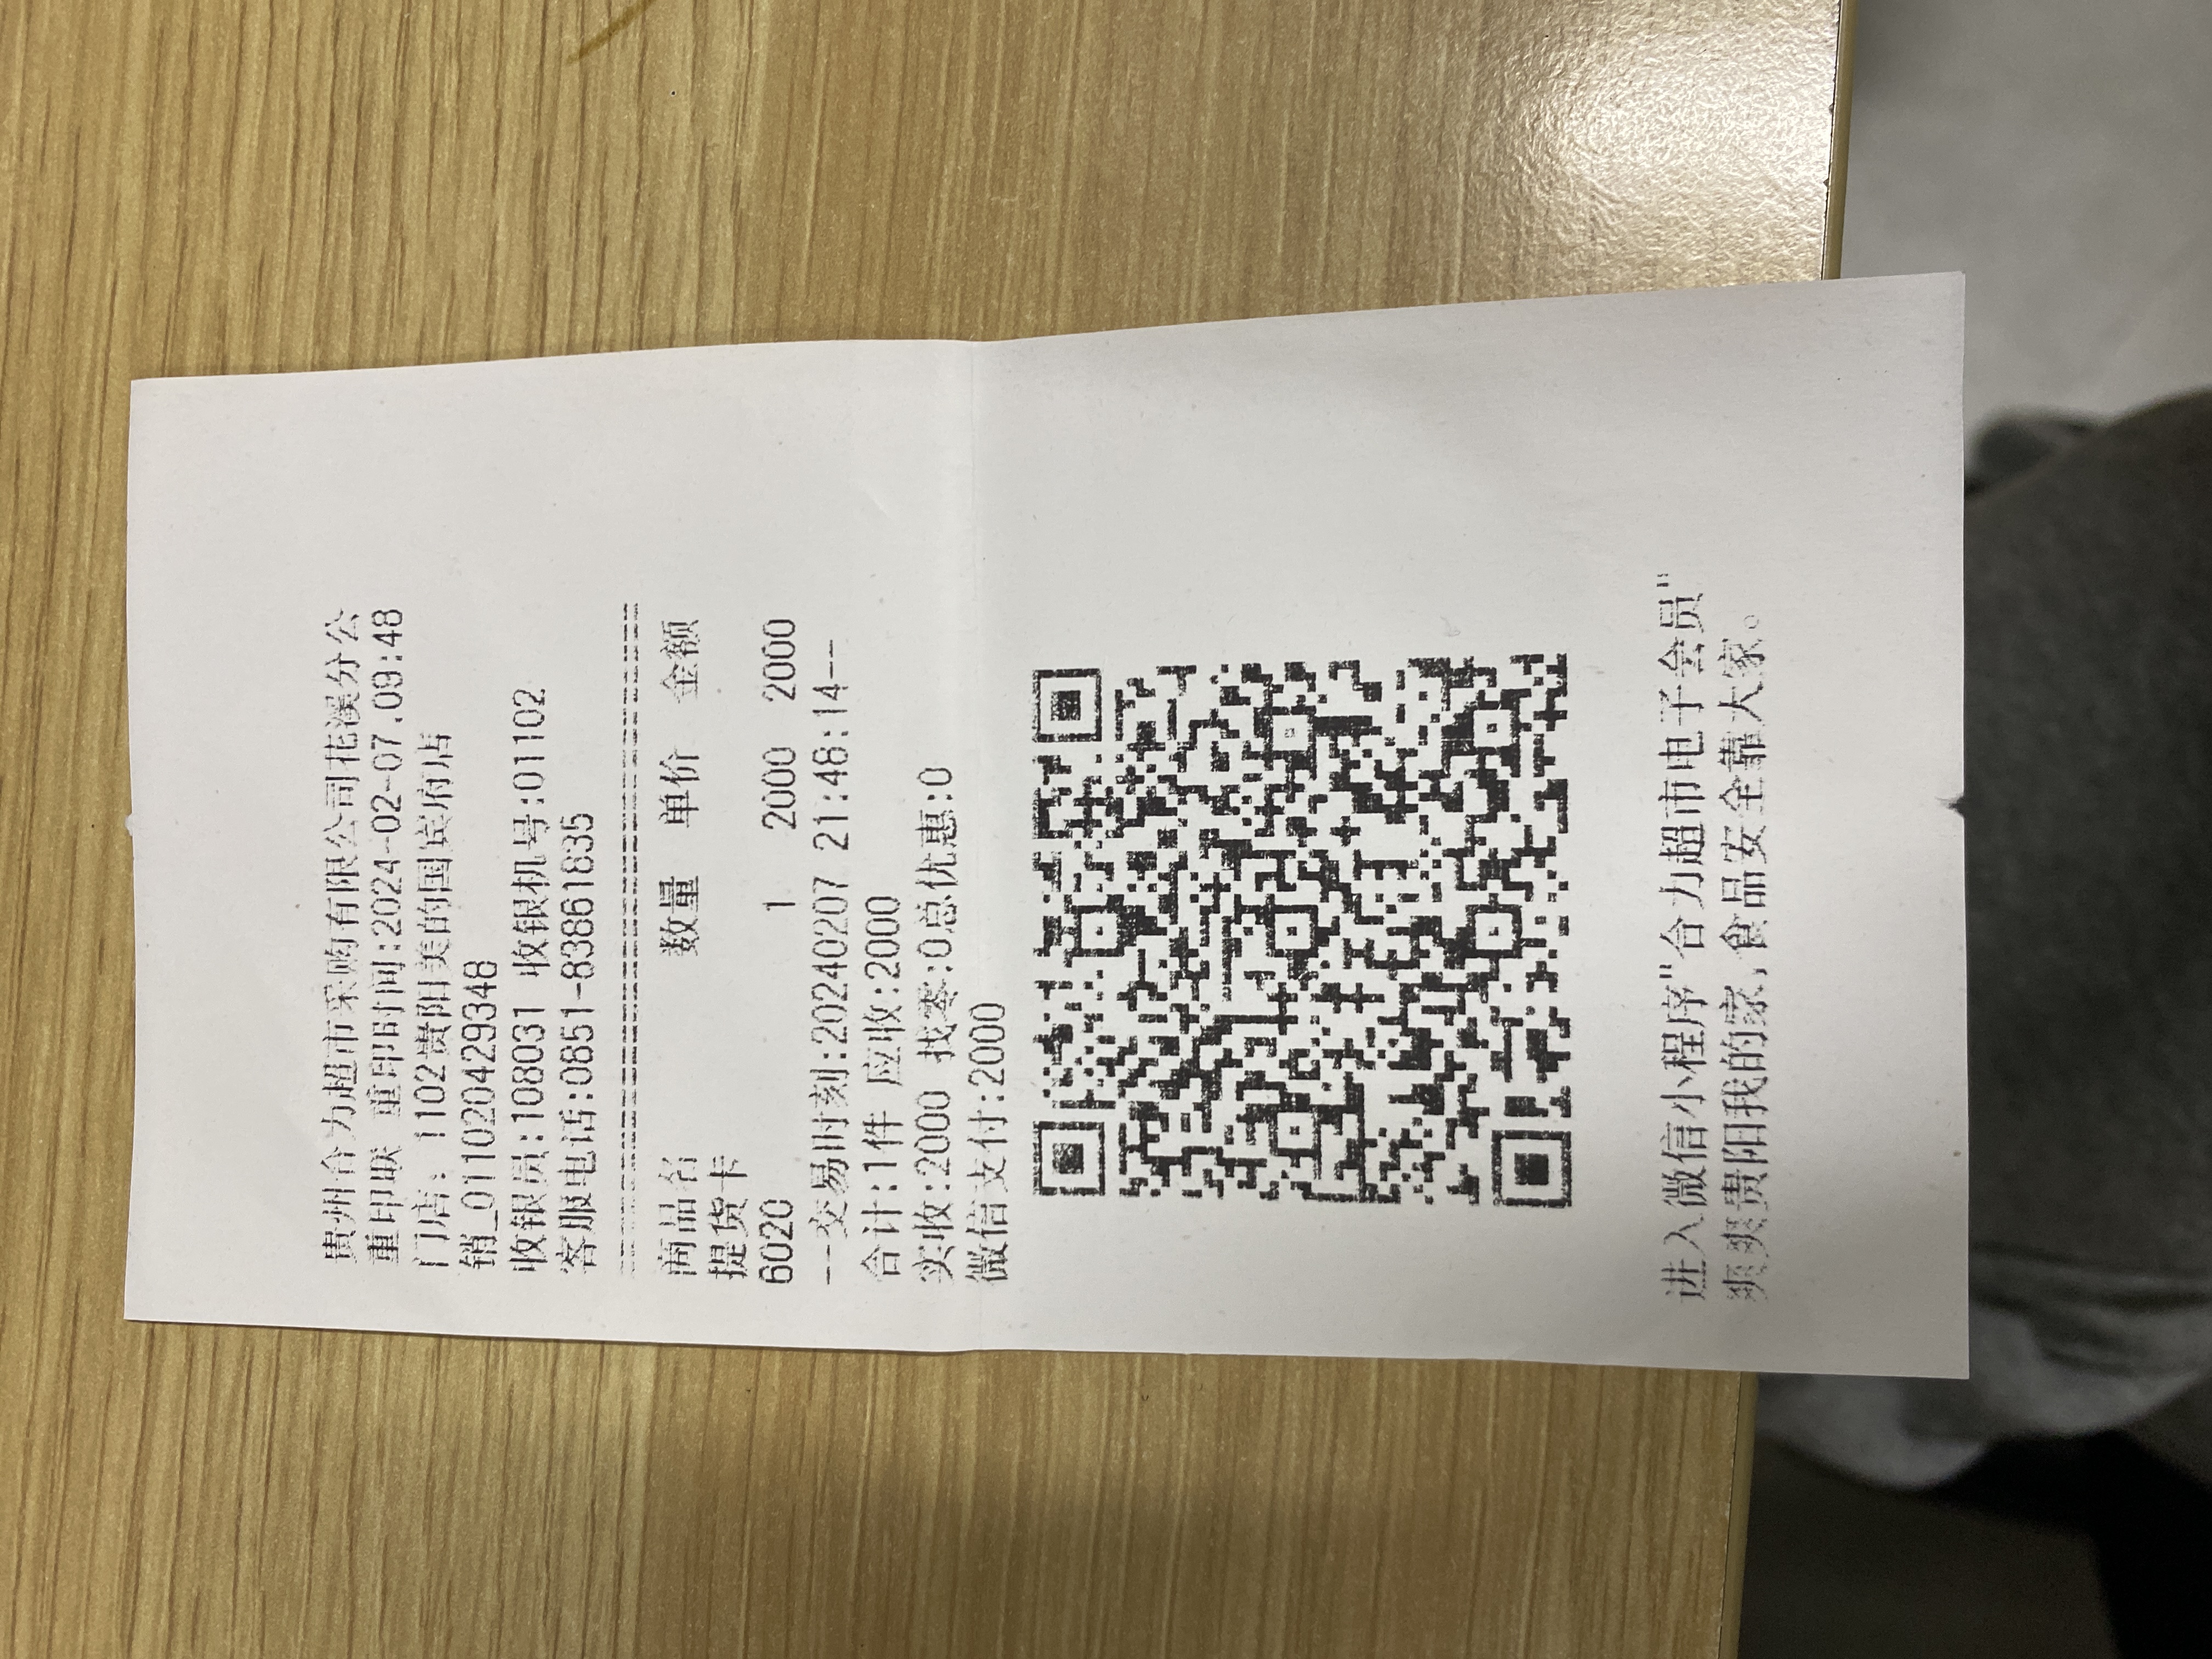 贵州合力超市采购有限公司花溪分公
重印联 重印时间:2024-02-07.09:48
门店: 1102贵阳美的国宾府店
销_011020429348
收银员:108031 收银机号:01102
客服电话:0851-83861835
商品名 数量 单价 金额
提货卡
6020 1 2000 2000
--交易时刻:20240207 21:48:14--
合计:1件 应收:2000
实收:2000 找零:0总优惠:0
微信支付:2000
进入微信小程序"合力超市电子会员"
爽爽贵阳我的家,食品安全靠大家。